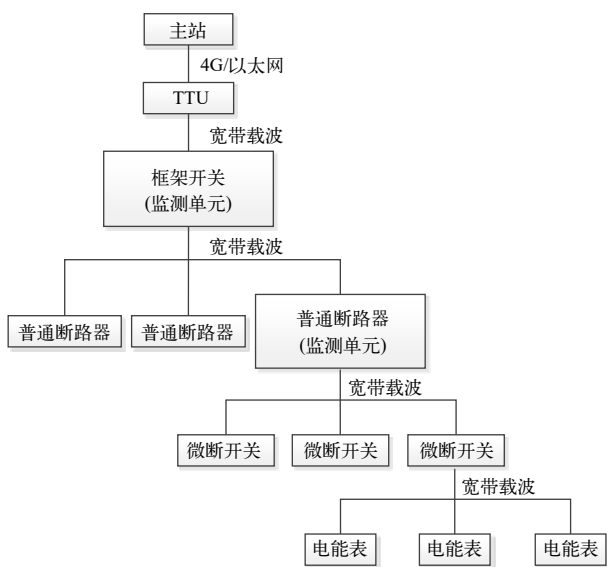 主站
4G/以太网
TTU
宽带载波
框架开关
(监测单元)
宽带载波
普通断路器
普通断路器
普通断路器
(监测单元)
宽带载波
微断开关
微断开关
微断开关
宽带载波
电能表
电能表
电能表